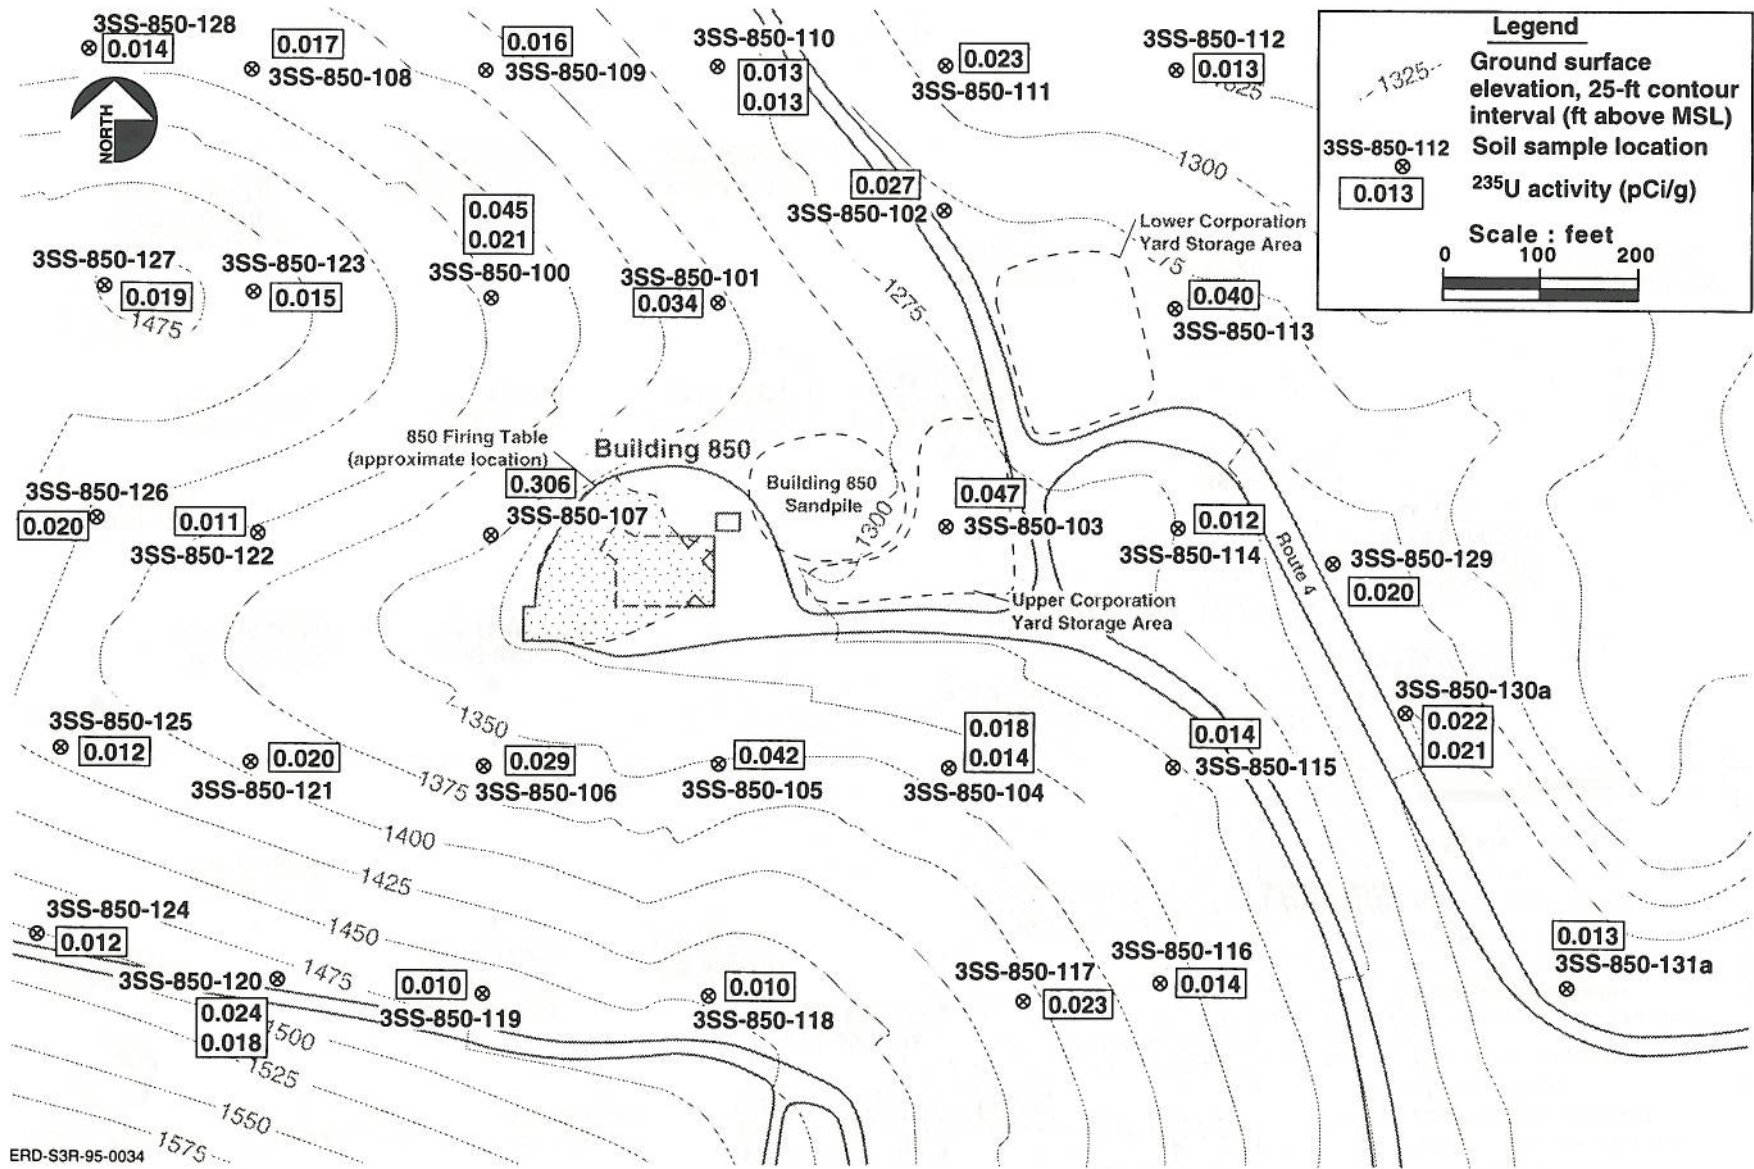 3SS-850-128
0.014
0.017
3SS-850-108
0.016
3SS-850-109
3SS-850-110
0.013
0.013
0.023
3SS-850-111
3SS-850-112
0.013
Legend
1325
Ground surface
elevation, 25-ft contour
interval (ft above MSL)
3SS-850-112
Soil sample location
0.013
235U activity (pCi/g)
Scale : feet
0 100 200
NORTH
1300
0.027
3SS-850-102
Lower Corporation
Yard Storage Area
0.045
0.021
3SS-850-100
3SS-850-127
0.019
1475
3SS-850-123
0.015
3SS-850-101
0.034
1275
0.040
3SS-850-113
850 Firing Table
(approximate location)
Building 850
0.306
3SS-850-107
Building 850
Sandpile
1300
0.047
3SS-850-103
0.012
3SS-850-114
Route 4
3SS-850-129
0.020
3SS-850-126
0.020
0.011
3SS-850-122
Upper Corporation
Yard Storage Area
3SS-850-130a
0.022
0.021
3SS-850-125
0.012
0.020
3SS-850-121
1350
1375
0.029
3SS-850-106
0.042
3SS-850-105
0.018
0.014
3SS-850-104
0.014
3SS-850-115
1400
1425
1450
1475
3SS-850-124
0.012
3SS-850-120
0.024
0.018
0.010
3SS-850-119
0.010
3SS-850-118
3SS-850-117
0.023
3SS-850-116
0.014
0.013
3SS-850-131a
1500
1525
1550
1575
ERD-S3R-95-0034